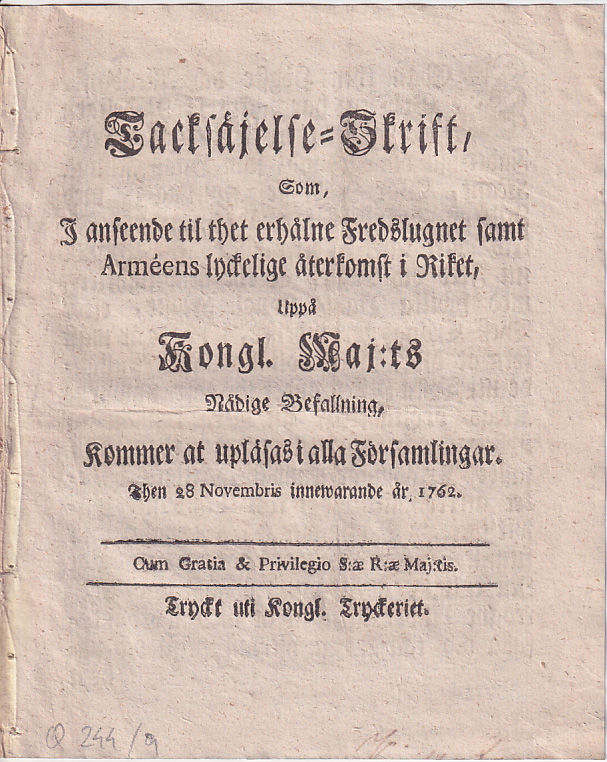 Tacksäjelse=Skrift,
Som,
I anseende til thet erhålne Fredslugnet samt
Arméens lyckelige återkomst i Riket,
Uppå
Kongl. Maj:ts
Nådige Befallning,
Kommer at upläsas i alla Församlingar.
Then 28 Novembris innewarande år, 1762.
Cum Gratia & Privilegio S:æ R:æ Maj:tis.
Tryckt uti Kongl. Tryckeriet.
Q 244/9